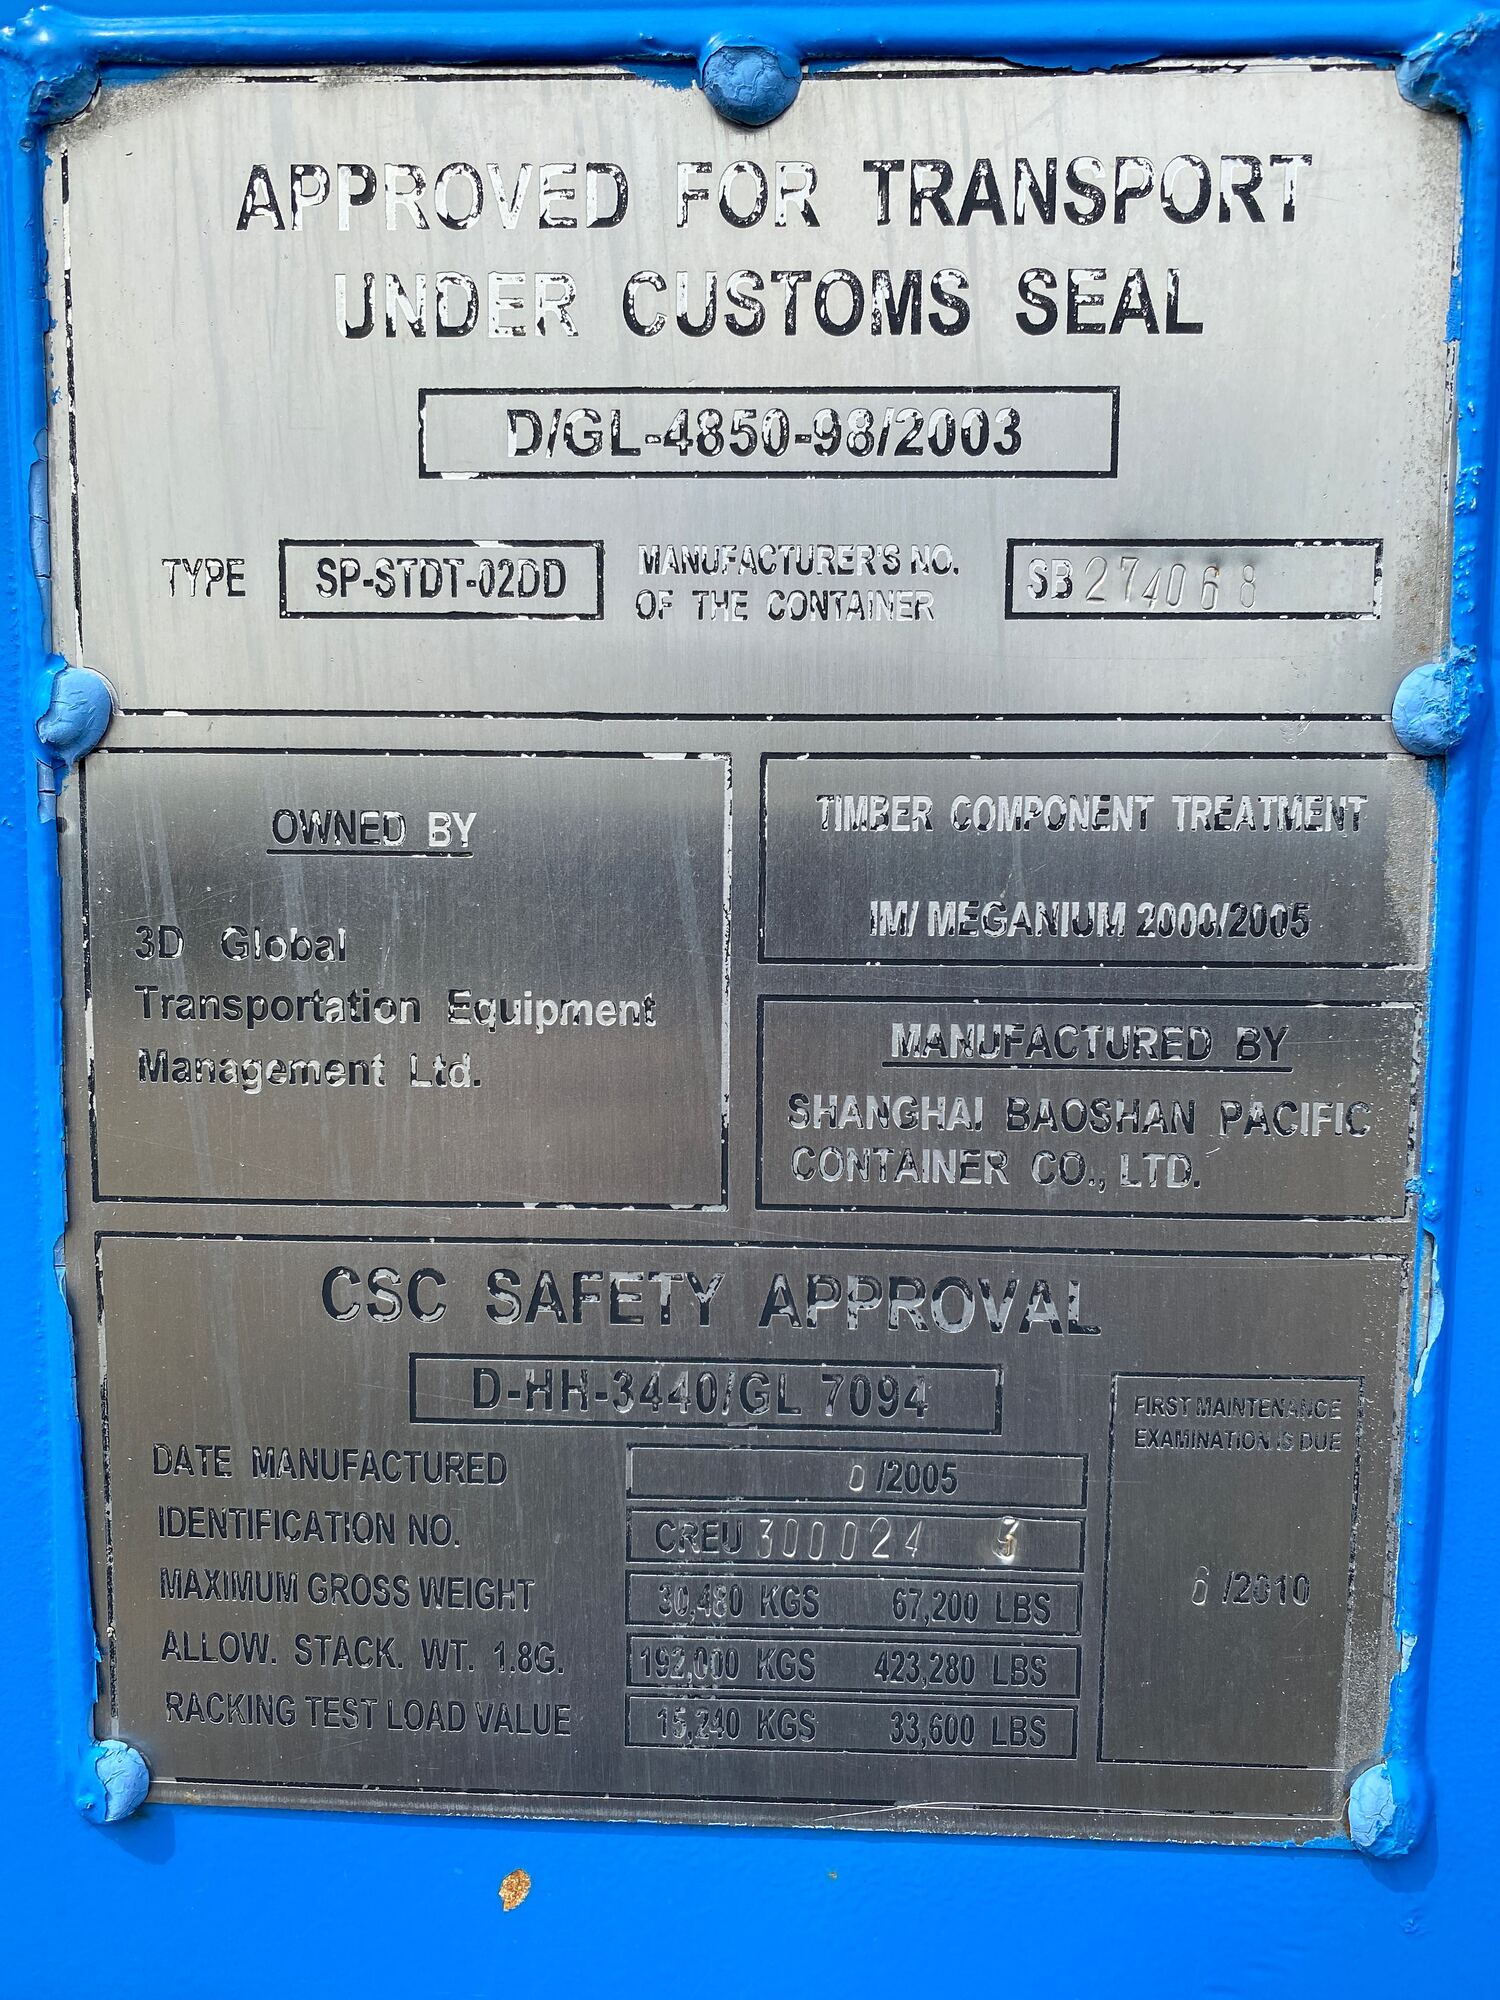 APPROVED FOR TRANSPORT
UNDER CUSTOMS SEAL
D/GL-4850-98/2003
TYPE SP-STDT-02DD MANUFACTURER'S NO. OF THE CONTAINER SB 274068
OWNED BY
3D Global
Transportation Equipment
Management Ltd.
TIMBER COMPONENT TREATMENT
IM/ MEGANIUM 2000/2005
MANUFACTURED BY
SHANGHAI BAOSHAN PACIFIC
CONTAINER CO., LTD.
CSC SAFETY APPROVAL
D-HH-3440/GL 7094
DATE MANUFACTURED /2005
IDENTIFICATION NO. CREU 300024 3
MAXIMUM GROSS WEIGHT 30,480 KGS 67,200 LBS
ALLOW. STACK. WT. 1.8G. 192,000 KGS 423,280 LBS
RACKING TEST LOAD VALUE 15,240 KGS 33,600 LBS
FIRST MAINTENANCE
EXAMINATION IS DUE
6 /2010